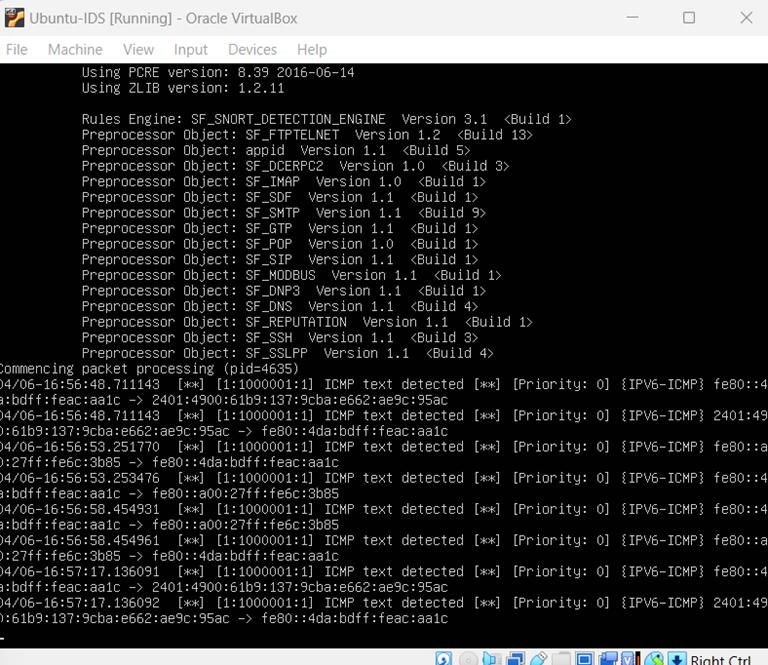 Ubuntu-IDS [Running] - Oracle VirtualBox
File Machine View Input Devices Help
Using PCRE version: 8.39 2016-06-14
Using ZLIB version: 1.2.11
Rules Engine: SF_SNORT_DETECTION_ENGINE Version 3.1 <Build 1>
Preprocessor Object: SF_FTPTELNET Version 1.2 <Build 13>
Preprocessor Object: appid Version 1.1 <Build 5>
Preprocessor Object: SF_DCERPC2 Version 1.0 <Build 3>
Preprocessor Object: SF_IMAP Version 1.0 <Build 1>
Preprocessor Object: SF_SDF Version 1.1 <Build 1>
Preprocessor Object: SF_SMTP Version 1.1 <Build 9>
Preprocessor Object: SF_GTP Version 1.1 <Build 1>
Preprocessor Object: SF_POP Version 1.0 <Build 1>
Preprocessor Object: SF_SIP Version 1.1 <Build 1>
Preprocessor Object: SF_MODBUS Version 1.1 <Build 1>
Preprocessor Object: SF_DNP3 Version 1.1 <Build 1>
Preprocessor Object: SF_DNS Version 1.1 <Build 4>
Preprocessor Object: SF_REPUTATION Version 1.1 <Build 1>
Preprocessor Object: SF_SSH Version 1.1 <Build 3>
Preprocessor Object: SF_SSLPP Version 1.1 <Build 4>
Commencing packet processing (pid=4635)
04/06-16:56:48.711143 [**] [1:1000001:1] ICMP text detected [**] [Priority: 0] {IPV6-ICMP} fe80::4
a:bdff:feac:aa1c -> 2401:4900:61b9:137:9cba:e662:ae9c:95ac
04/06-16:56:48.711143 [**] [1:1000001:1] ICMP text detected [**] [Priority: 0] {IPV6-ICMP} 2401:49
0:61b9:137:9cba:e662:ae9c:95ac -> fe80::4da:bdff:feac:aa1c
04/06-16:56:53.251770 [**] [1:1000001:1] ICMP text detected [**] [Priority: 0] {IPV6-ICMP} fe80::a
0:27ff:fe6c:3b85 -> fe80::4da:bdff:feac:aa1c
04/06-16:56:53.253476 [**] [1:1000001:1] ICMP text detected [**] [Priority: 0] {IPV6-ICMP} fe80::4
a:bdff:feac:aa1c -> fe80::a00:27ff:fe6c:3b85
04/06-16:56:58.454931 [**] [1:1000001:1] ICMP text detected [**] [Priority: 0] {IPV6-ICMP} fe80::4
a:bdff:feac:aa1c -> fe80::a00:27ff:fe6c:3b85
04/06-16:56:58.454961 [**] [1:1000001:1] ICMP text detected [**] [Priority: 0] {IPV6-ICMP} fe80::a
0:27ff:fe6c:3b85 -> fe80::4da:bdff:feac:aa1c
04/06-16:57:17.136091 [**] [1:1000001:1] ICMP text detected [**] [Priority: 0] {IPV6-ICMP} fe80::4
a:bdff:feac:aa1c -> 2401:4900:61b9:137:9cba:e662:ae9c:95ac
04/06-16:57:17.136092 [**] [1:1000001:1] ICMP text detected [**] [Priority: 0] {IPV6-ICMP} 2401:49
0:61b9:137:9cba:e662:ae9c:95ac -> fe80::4da:bdff:feac:aa1c
Right Ctrl